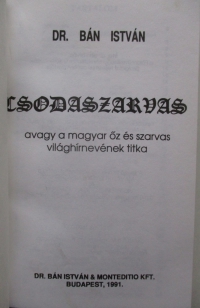 DR. BÁN ISTVÁN
CSODASZARVAS
avagy a magyar őz és szarvas
világhírnevének titka
DR. BÁN ISTVÁN & MONTEDITIO KFT.
BUDAPEST, 1991.